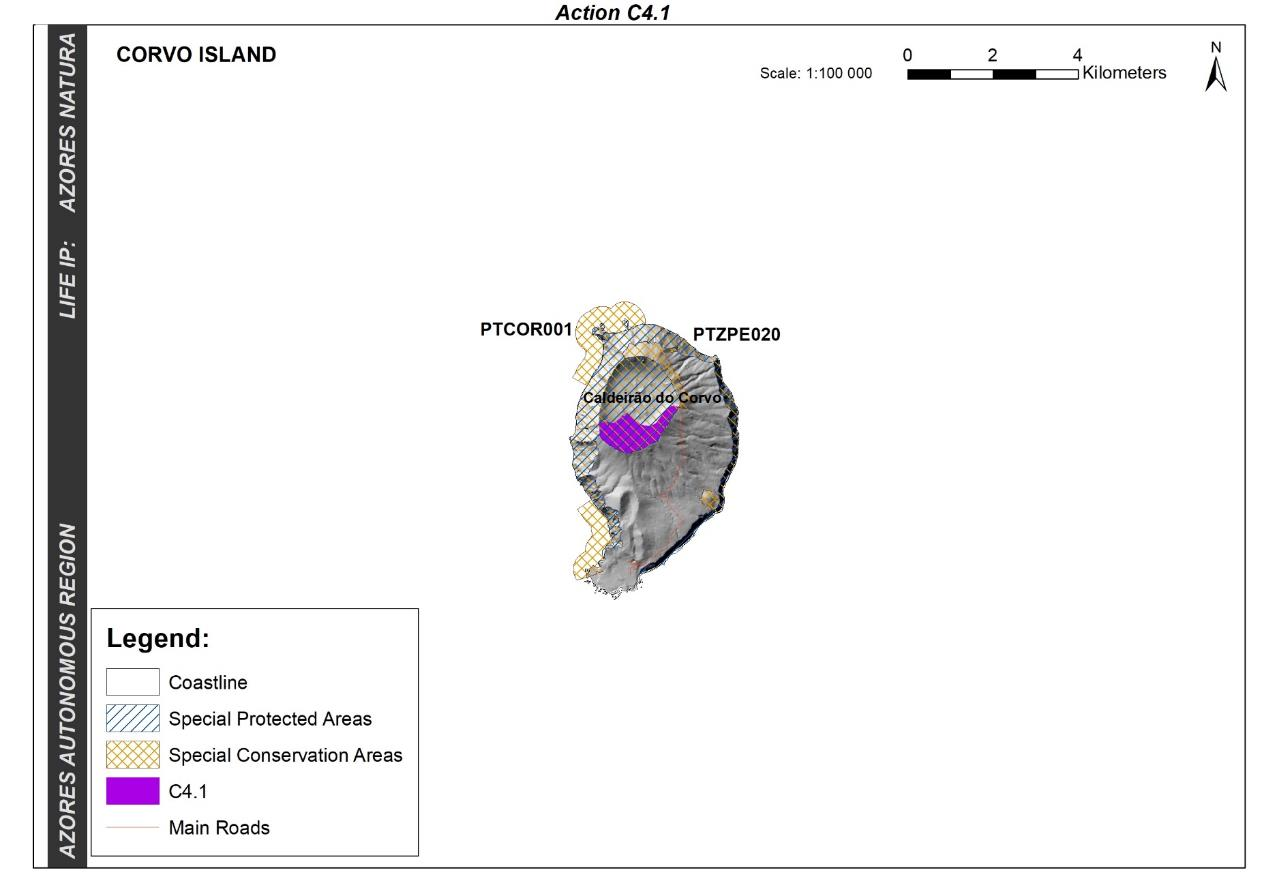 Action C4.1
CORVO ISLAND
Scale: 1:100 000
0 2 4
Kilometers
N
AZORES AUTONOMOUS REGION LIFE IP: AZORES NATURA
PTCOR001
PTZPE020
Caldeirão do Corvo
Legend:
Coastline
Special Protected Areas
Special Conservation Areas
C4.1
Main Roads